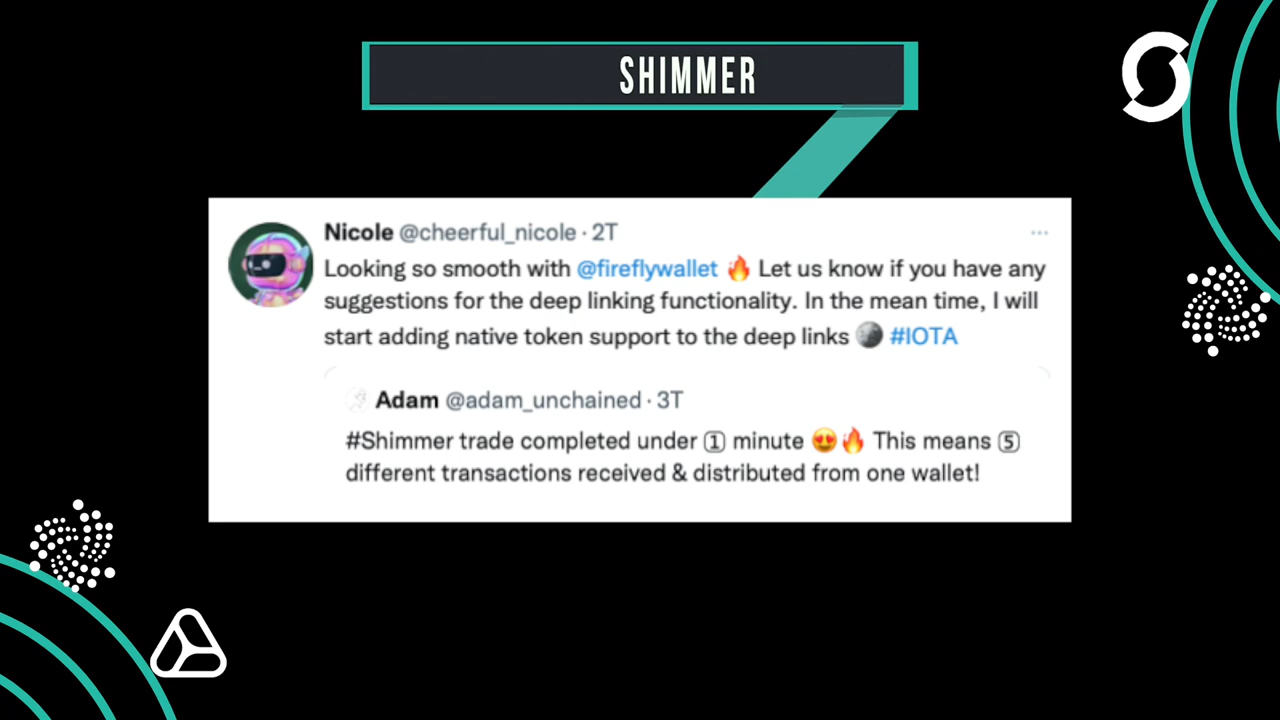 SHIMMER
Nicole @cheerful_nicole · 2T
Looking so smooth with @fireflywallet 🔥 Let us know if you have any
suggestions for the deep linking functionality. In the mean time, I will
start adding native token support to the deep links 🌑 #IOTA
Adam @adam_unchained · 3T
#Shimmer trade completed under 1️⃣ minute 😍🔥 This means 5️⃣
different transactions received & distributed from one wallet!